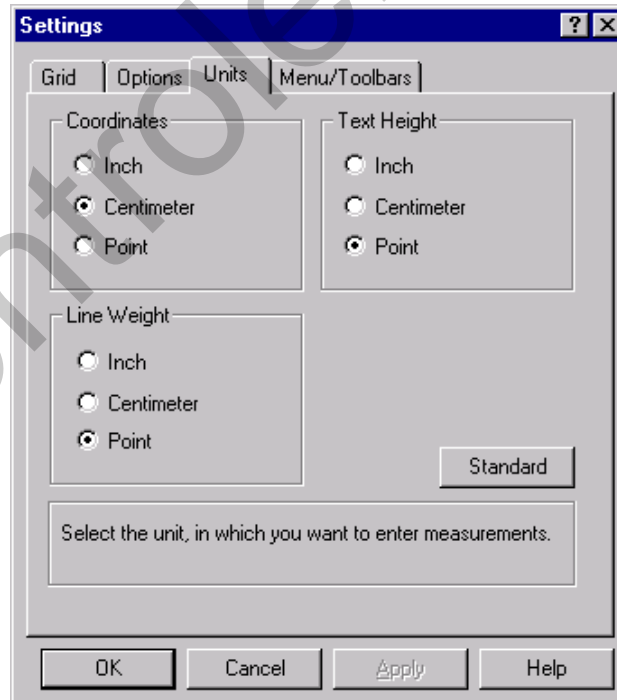 Settings
Grid Options Units Menu/Toolbars
Coordinates
Inch
Centimeter
Point
Text Height
Inch
Centimeter
Point
Line Weight
Inch
Centimeter
Point
Standard
Select the unit, in which you want to enter measurements.
OK Cancel Apply Help